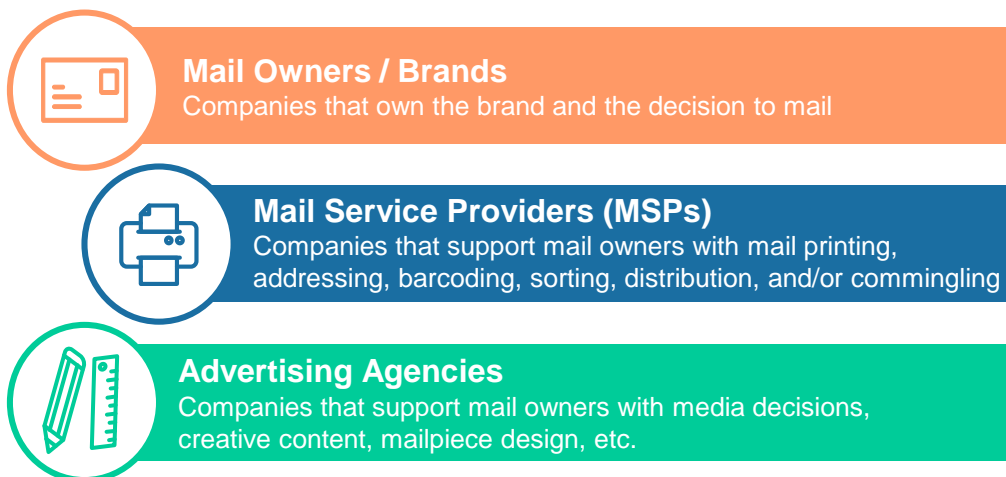 Mail Owners / Brands
Companies that own the brand and the decision to mail
Mail Service Providers (MSPs)
Companies that support mail owners with mail printing,
addressing, barcoding, sorting, distribution, and/or commingling
Advertising Agencies
Companies that support mail owners with media decisions,
creative content, mailpiece design, etc.